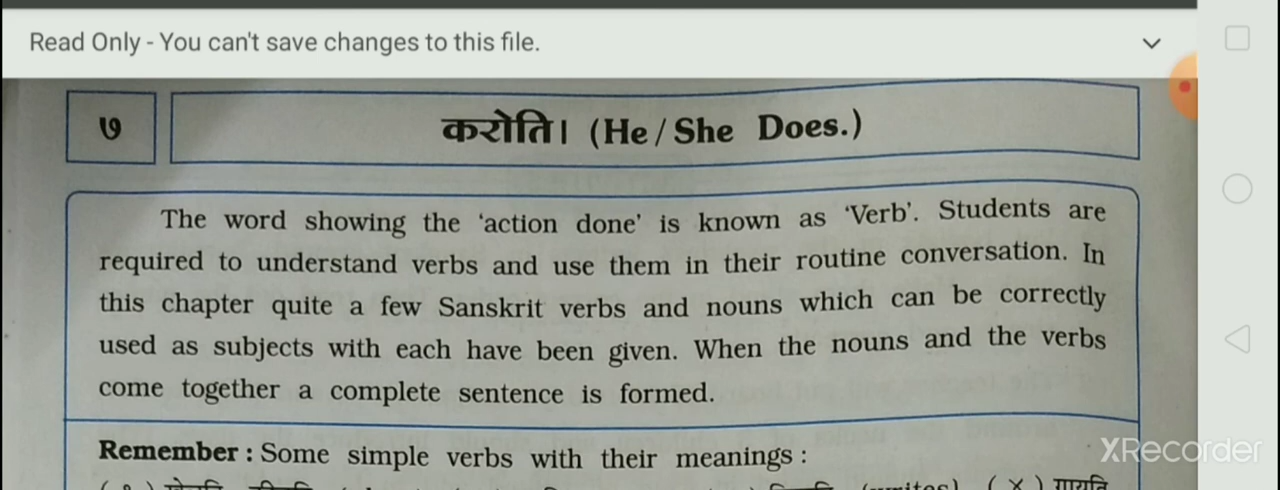 Read Only - You can't save changes to this file.
७
करोति। (He / She Does.)
The word showing the 'action done' is known as 'Verb'. Students are
required to understand verbs and use them in their routine conversation. In
this chapter quite a few Sanskrit verbs and nouns which can be correctly
used as subjects with each have been given. When the nouns and the verbs
come together a complete sentence is formed.
Remember : Some simple verbs with their meanings :
XRecorder